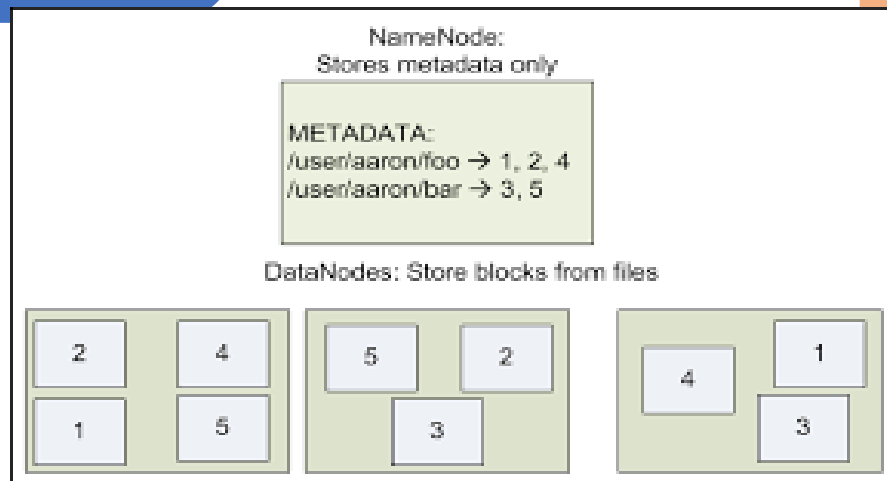 NameNode:
Stores metadata only
METADATA:
/user/aaron/foo → 1, 2, 4
/user/aaron/bar → 3, 5
DataNodes: Store blocks from files
2 4
1 5
5 2
3
4 1
3